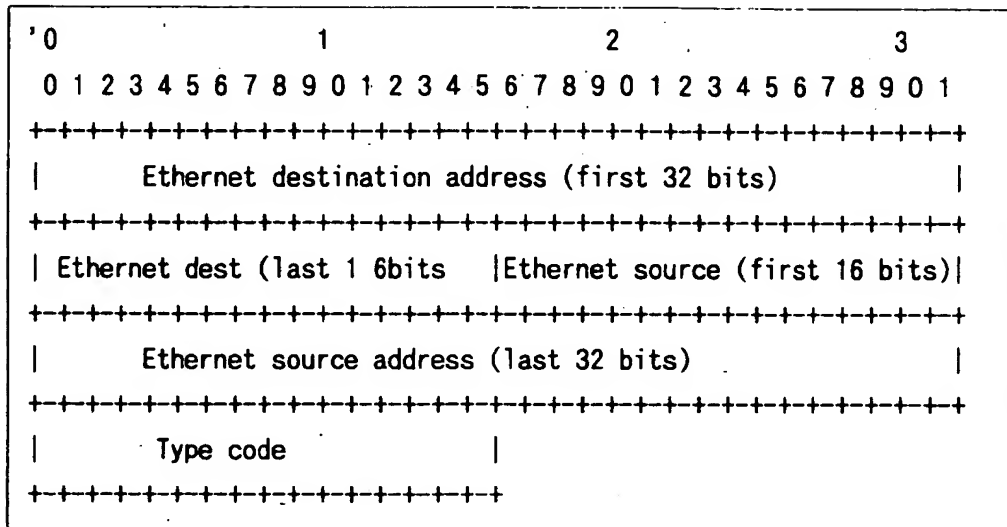 '0                   1                   2                   3
 0 1 2 3 4 5 6 7 8 9 0 1 2 3 4 5 6 7 8 9 0 1 2 3 4 5 6 7 8 9 0 1
+-+-+-+-+-+-+-+-+-+-+-+-+-+-+-+-+-+-+-+-+-+-+-+-+-+-+-+-+-+-+-+-+
|       Ethernet destination address (first 32 bits)            |
+-+-+-+-+-+-+-+-+-+-+-+-+-+-+-+-+-+-+-+-+-+-+-+-+-+-+-+-+-+-+-+-+
| Ethernet dest (last 1 6bits   |Ethernet source (first 16 bits)|
+-+-+-+-+-+-+-+-+-+-+-+-+-+-+-+-+-+-+-+-+-+-+-+-+-+-+-+-+-+-+-+-+
|       Ethernet source address (last 32 bits)                  |
+-+-+-+-+-+-+-+-+-+-+-+-+-+-+-+-+-+-+-+-+-+-+-+-+-+-+-+-+-+-+-+-+
|        Type code              |
+-+-+-+-+-+-+-+-+-+-+-+-+-+-+-+-+